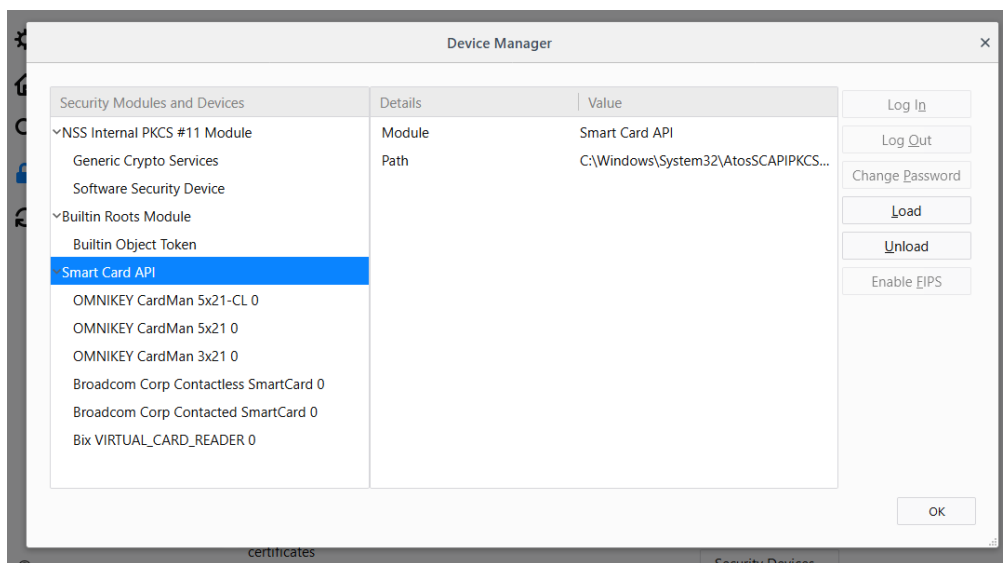 Device Manager
Security Modules and Devices
Details
Value
Log In
NSS Internal PKCS #11 Module
Module
Smart Card API
Log Out
Generic Crypto Services
Path
C:\Windows\System32\AtosSCAPIPKCS...
Change Password
Software Security Device
Builtin Roots Module
Load
Builtin Object Token
Unload
Smart Card API
Enable FIPS
OMNIKEY CardMan 5x21-CL 0
OMNIKEY CardMan 5x21 0
OMNIKEY CardMan 3x21 0
Broadcom Corp Contactless SmartCard 0
Broadcom Corp Contacted SmartCard 0
Bix VIRTUAL_CARD_READER 0
OK
certificates
Security Devices